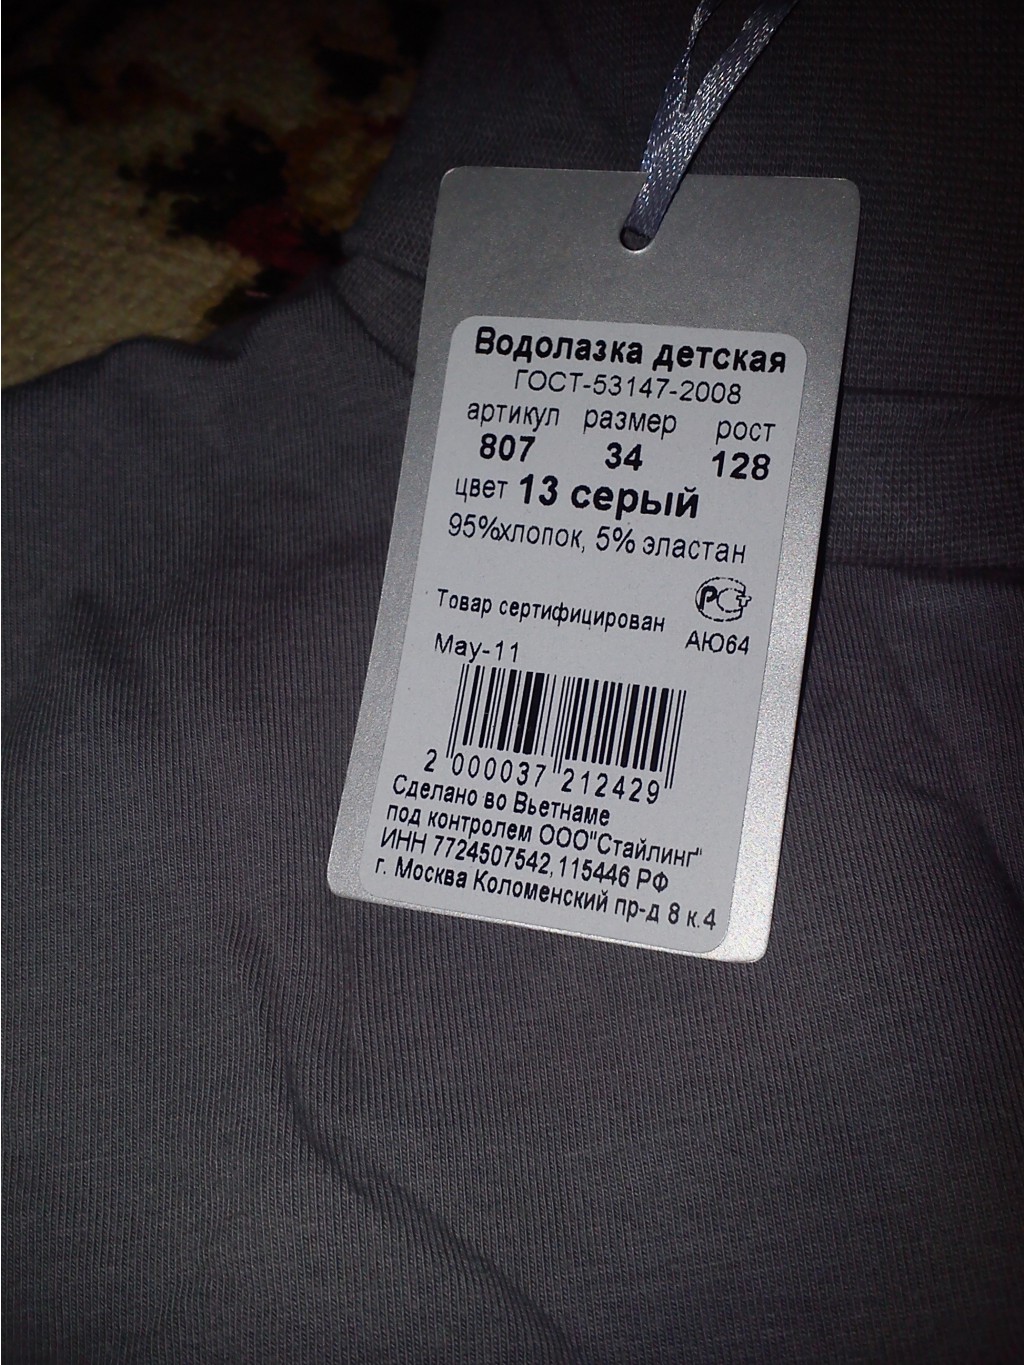 Водолазка детская
ГОСТ-53147-2008
артикул размер рост
807 34 128
цвет 13 серый
95%хлопок, 5% эластан
Товар сертифицирован
РСТ
АЮ64
May-11
2 000037 212429
Сделано во Вьетнаме
под контролем ООО"Стайлинг"
ИНН 7724507542,115446 РФ
г. Москва Коломенский пр-д 8 к.4